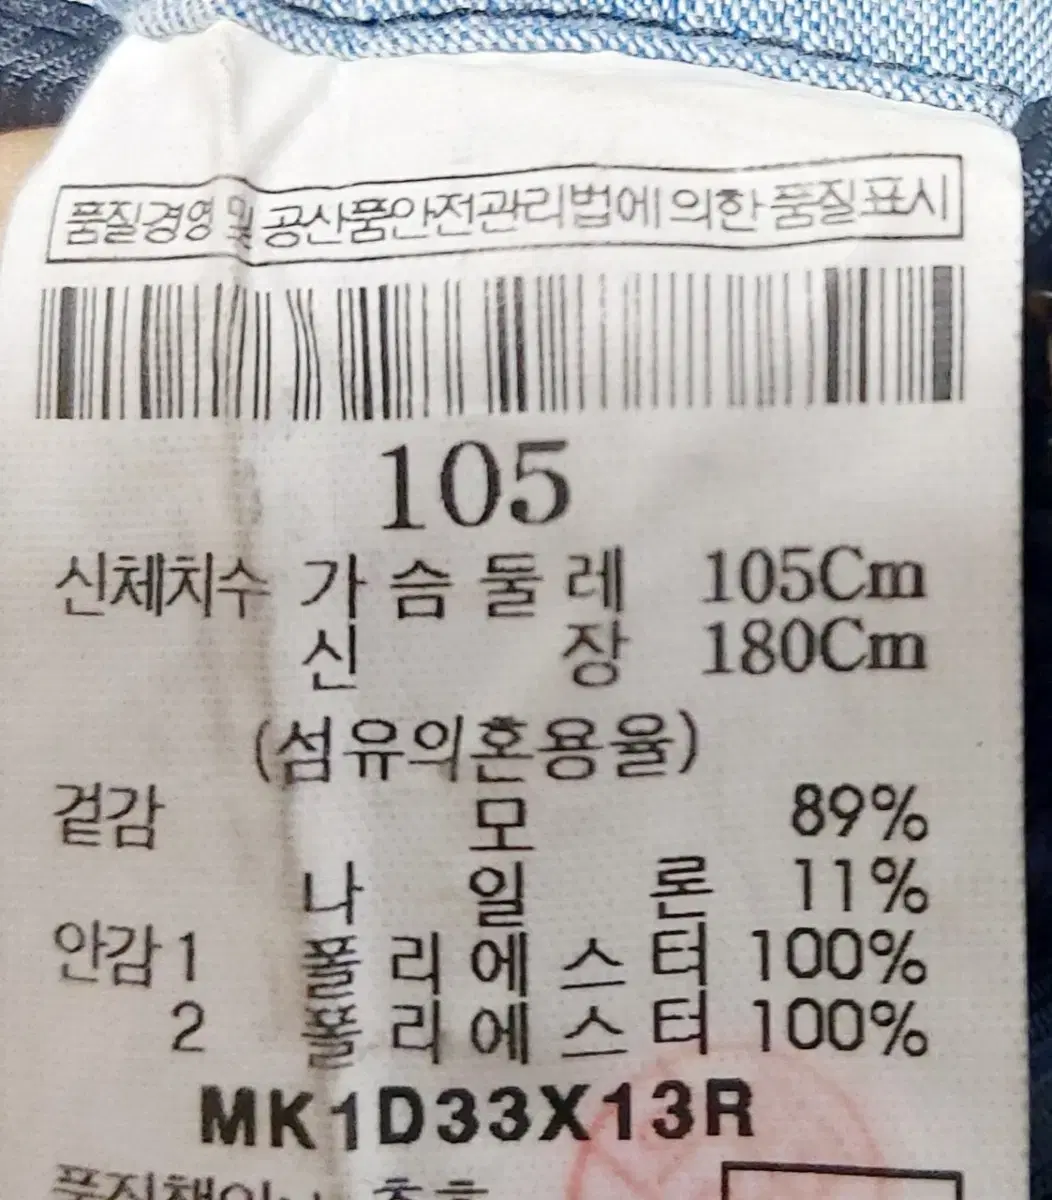 품질경영 및 공산품안전관리법에 의한 품질표시
105
신체치수 가슴둘레 105Cm
신 장 180Cm
(섬유의혼용율)
겉감 모 89%
나 일 론 11%
안감 1 폴리에스터 100%
2 폴리에스터 100%
MK1D33X13R